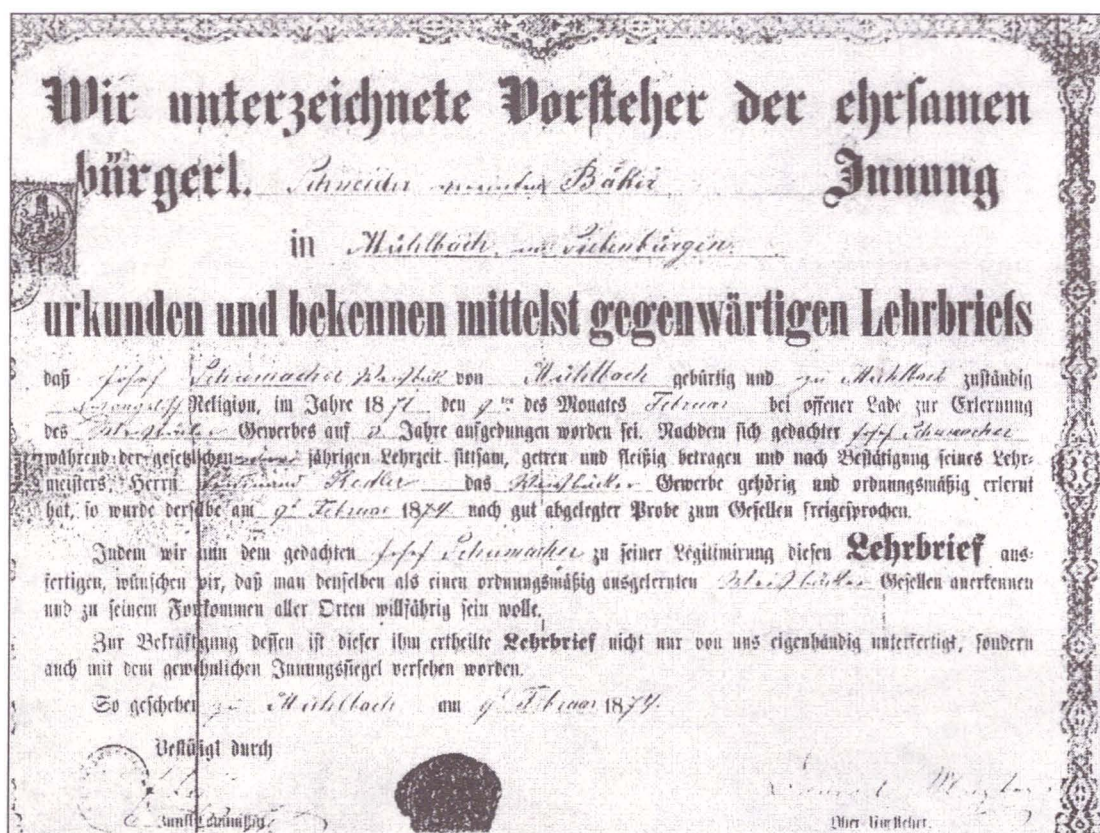 Wir unterzeichnete Vorsteher der ehrsamen
bürgerl. Schneider Bäker Innung
in Mühlbach Siebenbürgen
urkunden und bekennen mittelst gegenwärtigen Lehrbriefs
daß Josef Schumacher von Mühlbach gebürtig und zu Mühlbach zuständig
Religion, im Jahre 1871 den 9ten des Monates Februar bei offener Lade zur Erlernung
des Weißbäcker Gewerbes auf Jahre aufgedungen worden sei. Nachdem sich gedachter Josef Schumacher
während der gesetzlichen jährigen Lehrzeit sittsam, getreu und fleißig betragen und nach Bestätigung seines Lehr-
meisters, Herrn das Weißbäcker Gewerbe gehörig und ordnungsmäßig erlernt
hat, so wurde derselbe am 9t Februar 1874 nach gut abgelegter Probe zum Gesellen freigesprochen.
Indem wir nun dem gedachten Josef Schumacher zu seiner Legitimirung diesen Lehrbrief aus-
fertigen, wünschen wir, daß man denselben als einen ordnungsmäßig ausgelernten Weißbäcker Gesellen anerkennen
und zu seinem Fortkommen aller Orten willfährig sein wolle.
Zur Bekräftigung dessen ist dieser ihm ertheilte Lehrbrief nicht nur von uns eigenhändig unterfertigt, sondern
auch mit dem gewöhnlichen Innungssiegel versehen worden.
So geschehen zu Mühlbach am 9t Februar 1874.
Bestätigt durch
Ober-Vorsteher.